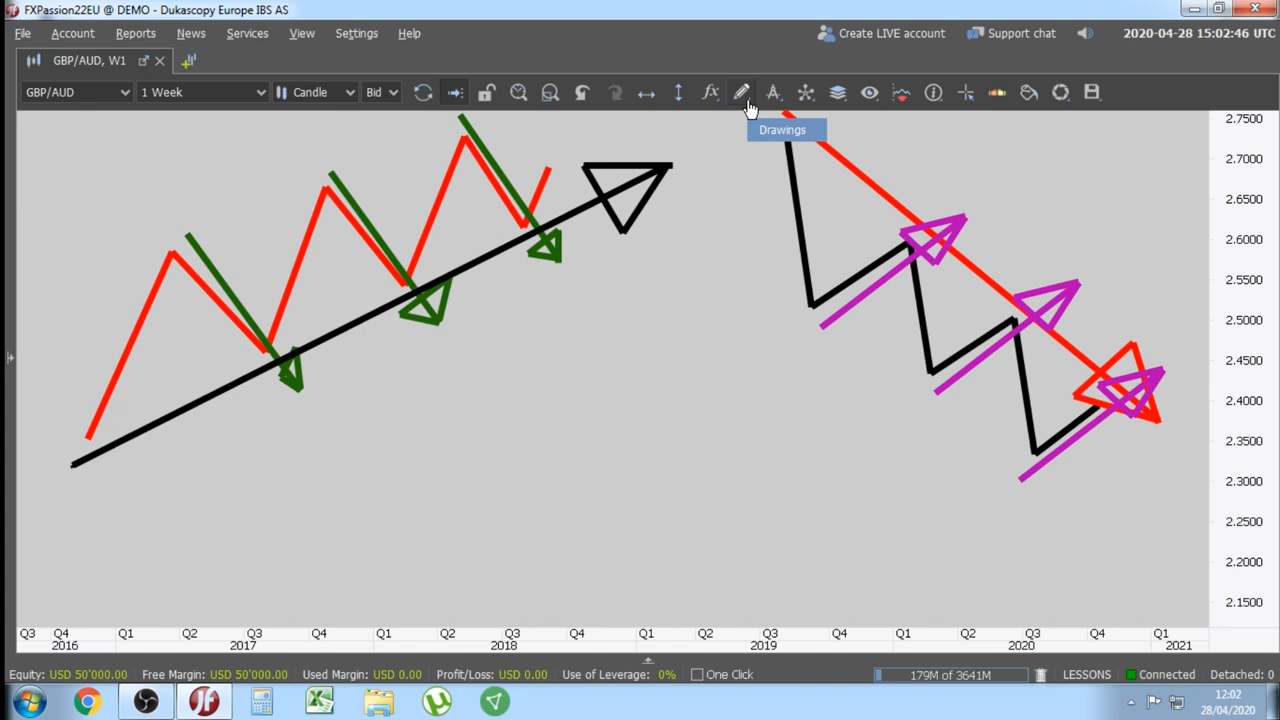 FXPassion22EU @ DEMO - Dukascopy Europe IBS AS
File Account Reports News Services View Settings Help Create LIVE account Support chat 2020-04-28 15:02:46 UTC
GBP/AUD, W1
GBP/AUD 1 Week Candle Bid
Drawings
2.7500
2.7000
2.6500
2.6000
2.5500
2.5000
2.4500
2.4000
2.3500
2.3000
2.2500
2.2000
2.1500
Q3 Q4 Q1 Q2 Q3 Q4 Q1 Q2 Q3 Q4 Q1 Q2 Q3 Q4 Q1 Q2 Q3 Q4 Q1
2016 2017 2018 2019 2020 2021
Equity: USD 50'000.00 Free Margin: USD 50'000.00 Used Margin: USD 0.00 Profit/Loss: USD 0.00 Use of Leverage: 0% One Click 179M of 3641M LESSONS Connected Detached: 0
12:02
28/04/2020